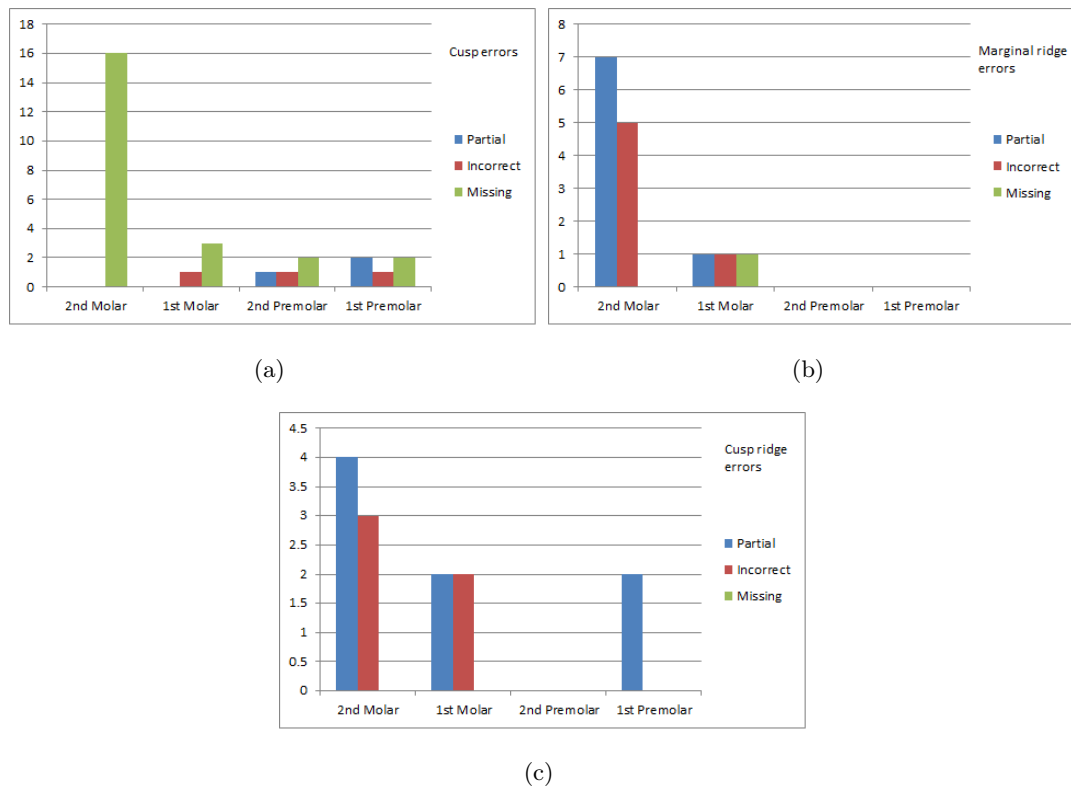 18
16
14
12
10
8
6
4
2
0
2nd Molar 1st Molar 2nd Premolar 1st Premolar
Cusp errors
Partial
Incorrect
Missing
(a)
8
7
6
5
4
3
2
1
0
2nd Molar 1st Molar 2nd Premolar 1st Premolar
Marginal ridge
errors
Partial
Incorrect
Missing
(b)
4.5
4
3.5
3
2.5
2
1.5
1
0.5
0
2nd Molar 1st Molar 2nd Premolar 1st Premolar
Cusp ridge
errors
Partial
Incorrect
Missing
(c)